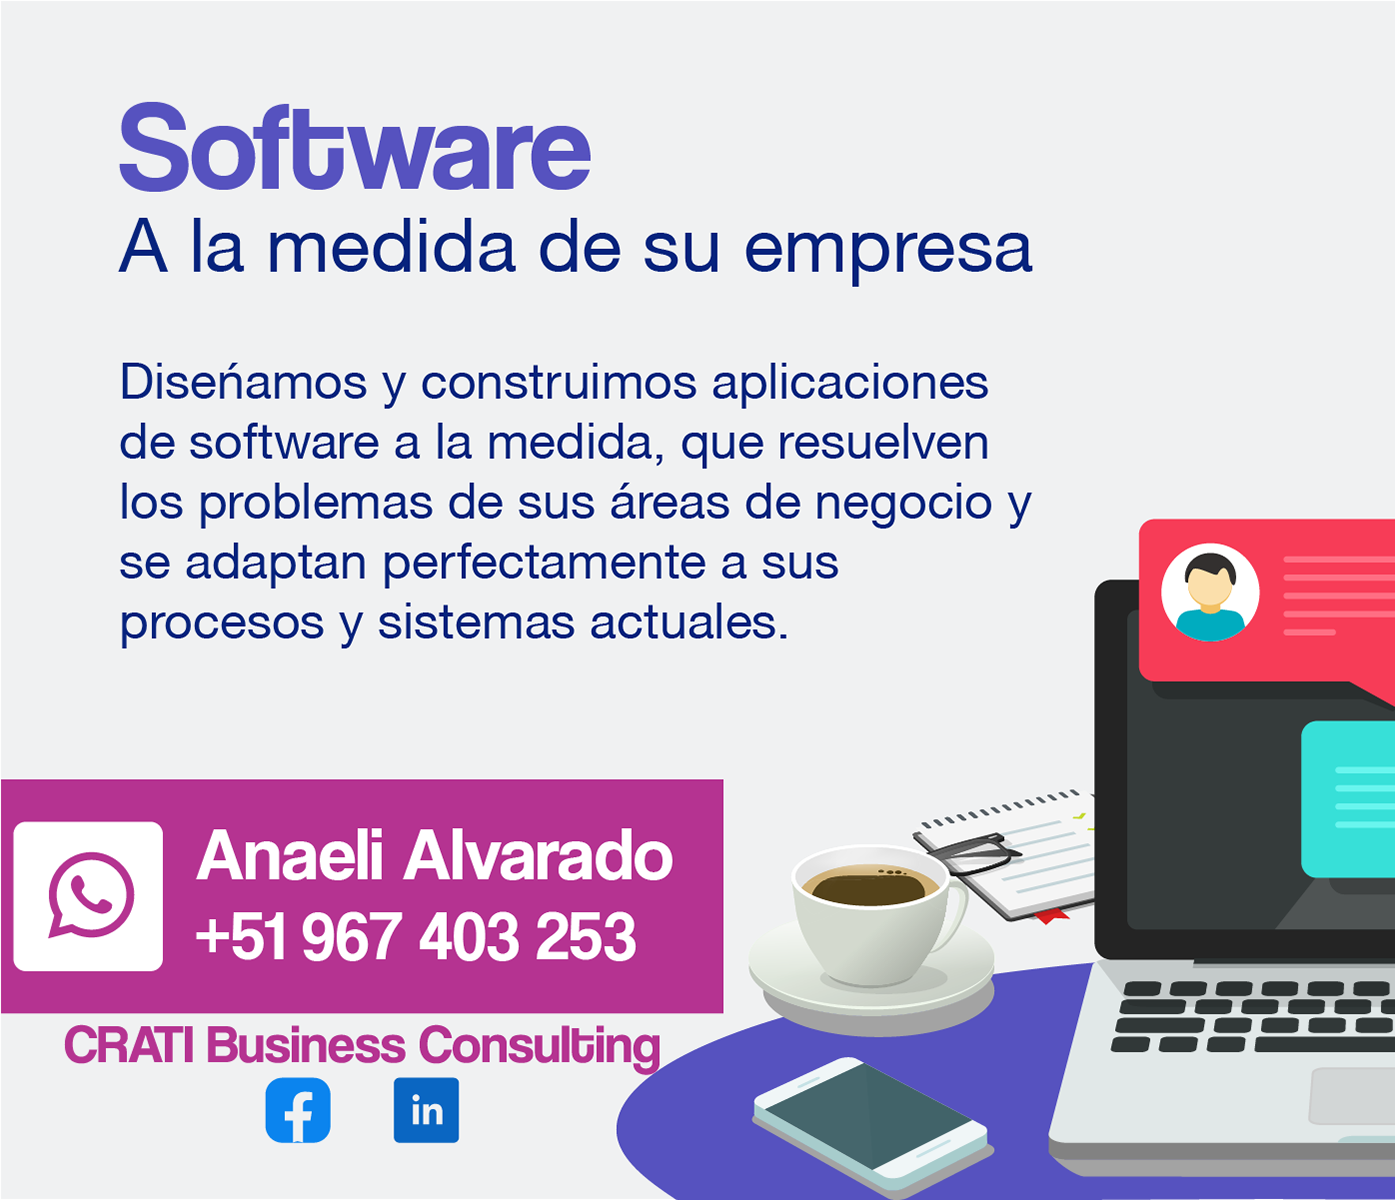 Software
A la medida de su empresa
Diseńamos y construimos aplicaciones
de software a la medida, que resuelven
los problemas de sus áreas de negocio y
se adaptan perfectamente a sus
procesos y sistemas actuales.
Anaeli Alvarado
+51 967 403 253
CRATI Business Consulting
f in